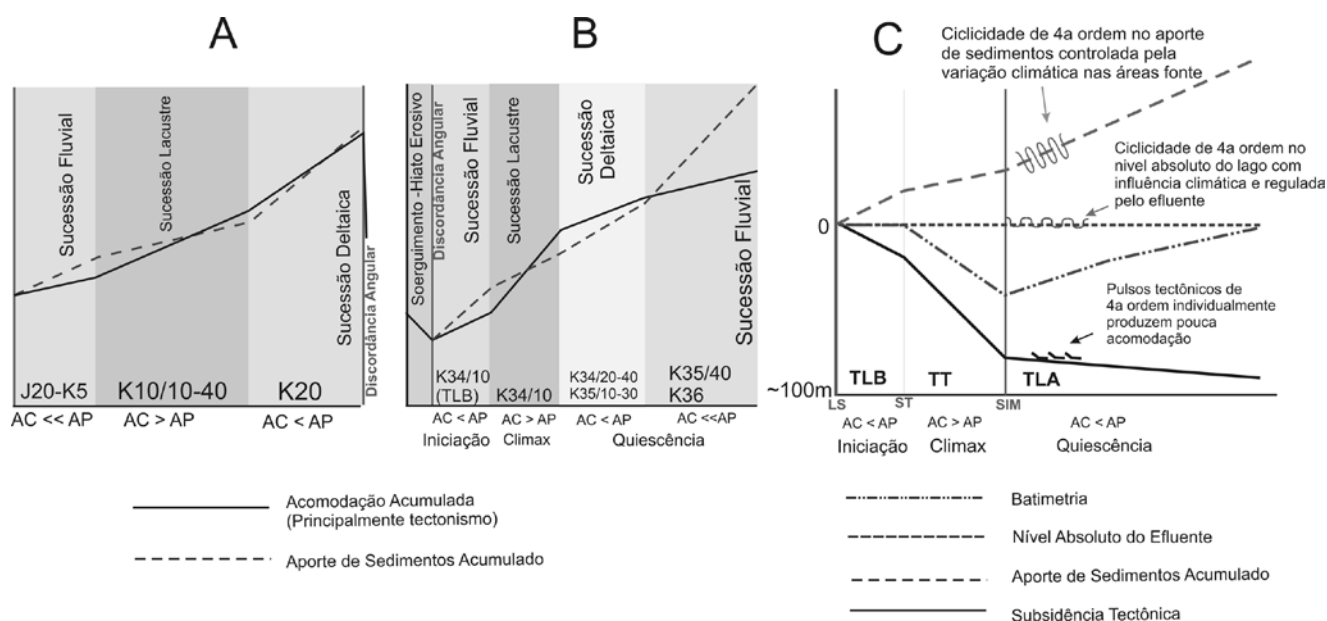 A
Sucessão Fluvial
Sucessão Lacustre
Sucessão Deltaica
Discordância Angular
J20-K5
K10/10-40
K20
AC << AP
AC > AP
AC < AP
B
Soerguimento -Hiato Erosivo
Discordância Angular
Sucessão Fluvial
Sucessão Lacustre
Sucessão
Deltaica
Sucessão Fluvial
K34/10
(TLB)
K34/10
K34/20-40
K35/10-30
K35/40
K36
AC < AP
AC > AP
AC < AP
AC <<AP
Iniciação
Climax
Quiescência
Acomodação Acumulada
(Principalmente tectonismo)
Aporte de Sedimentos Acumulado
C
Ciclicidade de 4a ordem no aporte
de sedimentos controlada pela
variação climática nas áreas fonte
Ciclicidade de 4a ordem no
nivel absoluto do lago com
influência climática e regulada
pelo efluente
0
Pulsos tectônicos de
4a ordem individualmente
produzem pouca
acomodação
~100m
TLB
TT
TLA
LS
ST
SIM
AC < AP
AC > AP
AC < AP
Iniciação
Climax
Quiescência
Batimetria
Nível Absoluto do Efluente
Aporte de Sedimentos Acumulado
Subsidência Tectônica